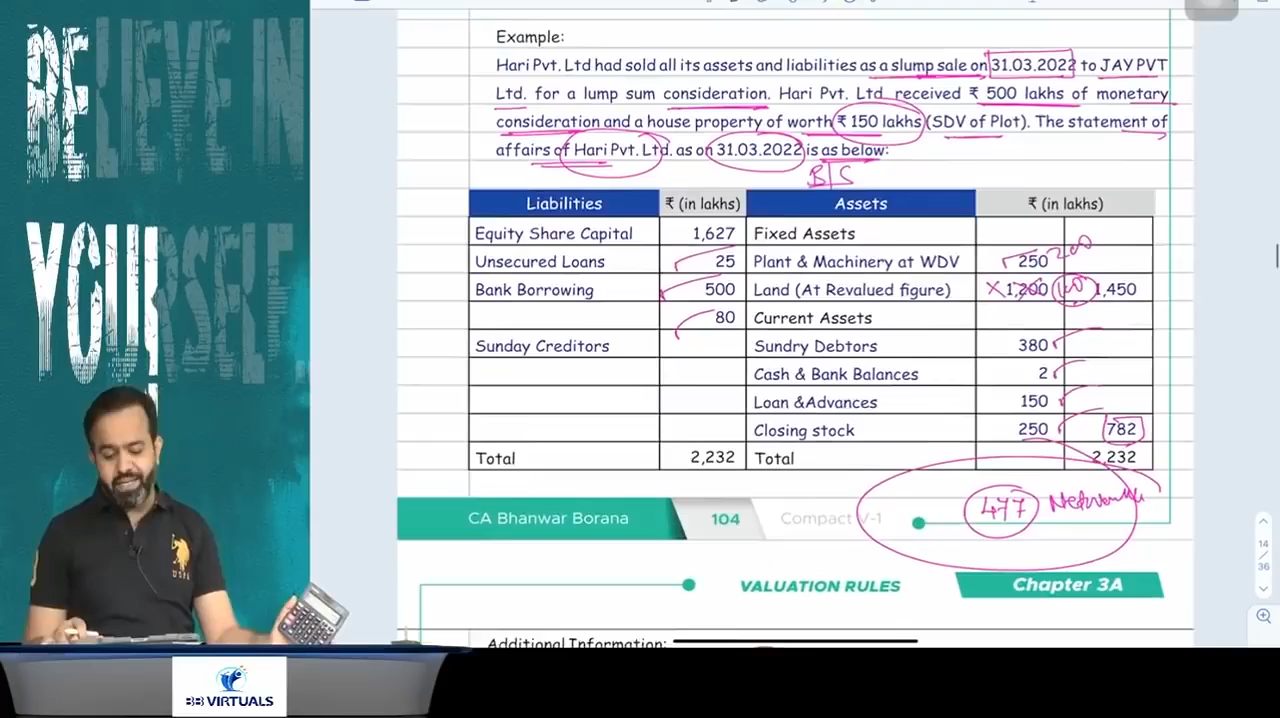 BELIEVE IN
YOURSELF.
Example:
Hari Pvt. Ltd had sold all its assets and liabilities as a slump sale on 31.03.2022 to JAY PVT
Ltd. for a lump sum consideration. Hari Pvt. Ltd. received ₹ 500 lakhs of monetary
consideration and a house property of worth ₹ 150 lakhs (SDV of Plot). The statement of
affairs of Hari Pvt. Ltd. as on 31.03.2022 is as below:
B/S
Liabilities ₹ (in lakhs) Assets ₹ (in lakhs)
Equity Share Capital 1,627 Fixed Assets
Unsecured Loans 25 Plant & Machinery at WDV 250 200
Bank Borrowing 500 Land (At Revalued figure) 1,200 1,450
80 Current Assets
Sunday Creditors Sundry Debtors 380
Cash & Bank Balances 2
Loan &Advances 150
Closing stock 250 782
Total 2,232 Total 2,232
477 Networth
CA Bhanwar Borana 104 Compact V-1
VALUATION RULES Chapter 3A
Additional Information:
14
36
BB VIRTUALS